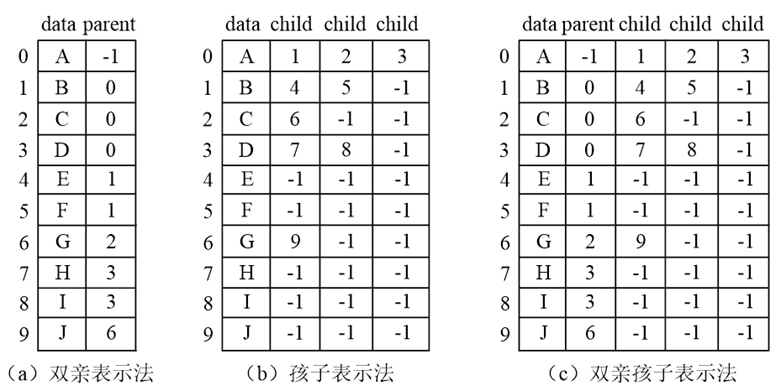 data parent data child child child data parent child child child
0 A -1 0 A 1 2 3 0 A -1 1 2 3
1 B 0 1 B 4 5 -1 1 B 0 4 5 -1
2 C 0 2 C 6 -1 -1 2 C 0 6 -1 -1
3 D 0 3 D 7 8 -1 3 D 0 7 8 -1
4 E 1 4 E -1 -1 -1 4 E 1 -1 -1 -1
5 F 1 5 F -1 -1 -1 5 F 1 -1 -1 -1
6 G 2 6 G 9 -1 -1 6 G 2 9 -1 -1
7 H 3 7 H -1 -1 -1 7 H 3 -1 -1 -1
8 I 3 8 I -1 -1 -1 8 I 3 -1 -1 -1
9 J 6 9 J -1 -1 -1 9 J 6 -1 -1 -1
（a）双亲表示法 （b）孩子表示法 （c）双亲孩子表示法